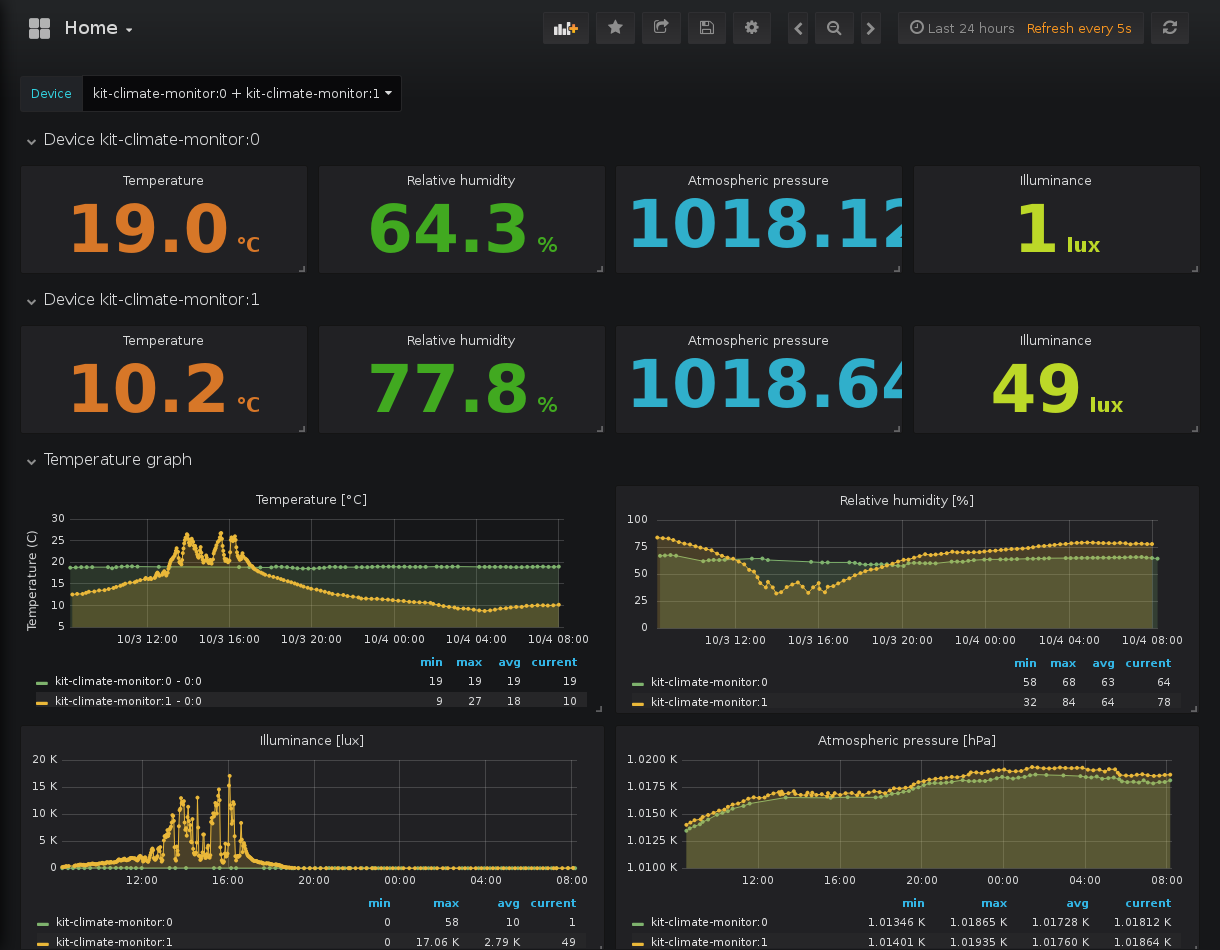 Home
Last 24 hours Refresh every 5s
Device kit-climate-monitor:0 + kit-climate-monitor:1
Device kit-climate-monitor:0
Temperature Relative humidity Atmospheric pressure Illuminance
19.0 °C 64.3 % 1018.12 1 lux
Device kit-climate-monitor:1
Temperature Relative humidity Atmospheric pressure Illuminance
10.2 °C 77.8 % 1018.64 49 lux
Temperature graph
Temperature [°C]
Temperature (C)
30
25
20
15
10
5
10/3 12:00 10/3 16:00 10/3 20:00 10/4 00:00 10/4 04:00 10/4 08:00
min max avg current
kit-climate-monitor:0 - 0:0 19 19 19 19
kit-climate-monitor:1 - 0:0 9 27 18 10
Relative humidity [%]
100
75
50
25
0
10/3 12:00 10/3 16:00 10/3 20:00 10/4 00:00 10/4 04:00 10/4 08:00
min max avg current
kit-climate-monitor:0 58 68 63 64
kit-climate-monitor:1 32 84 64 78
Illuminance [lux]
20 K
15 K
10 K
5 K
0
12:00 16:00 20:00 00:00 04:00 08:00
min max avg current
kit-climate-monitor:0 0 58 10 1
kit-climate-monitor:1 0 17.06 K 2.79 K 49
Atmospheric pressure [hPa]
1.0200 K
1.0175 K
1.0150 K
1.0125 K
1.0100 K
12:00 16:00 20:00 00:00 04:00 08:00
min max avg current
kit-climate-monitor:0 1.01346 K 1.01865 K 1.01728 K 1.01812 K
kit-climate-monitor:1 1.01401 K 1.01935 K 1.01760 K 1.01864 K